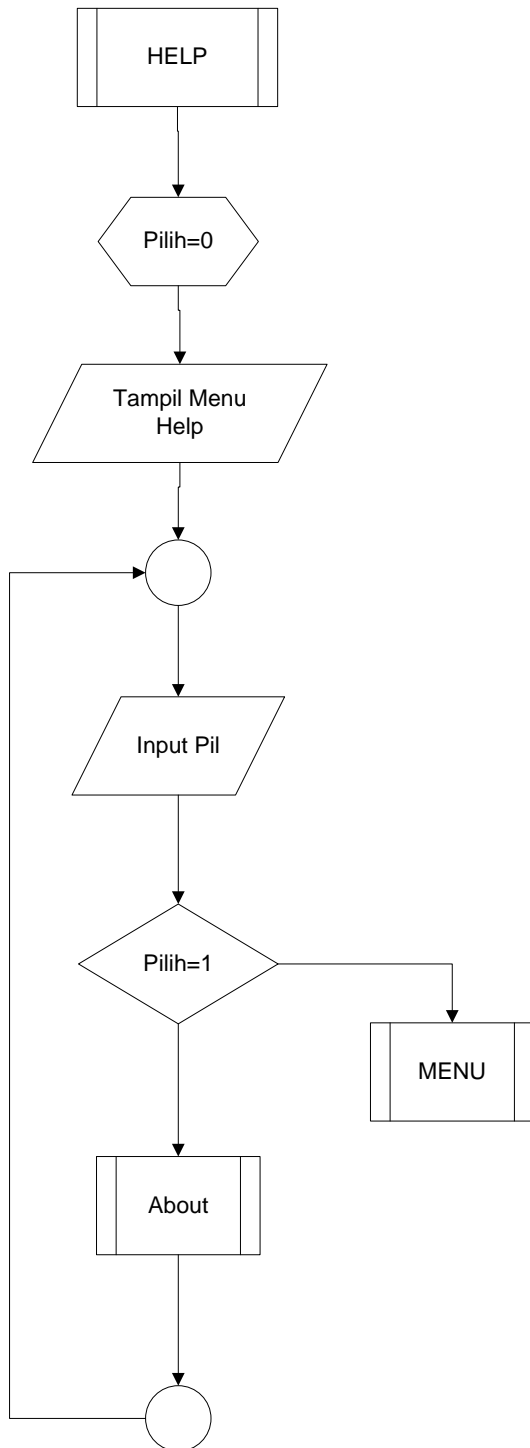 HELP
Pilih=0
Tampil Menu
Help
Input Pil
Pilih=1
MENU
About